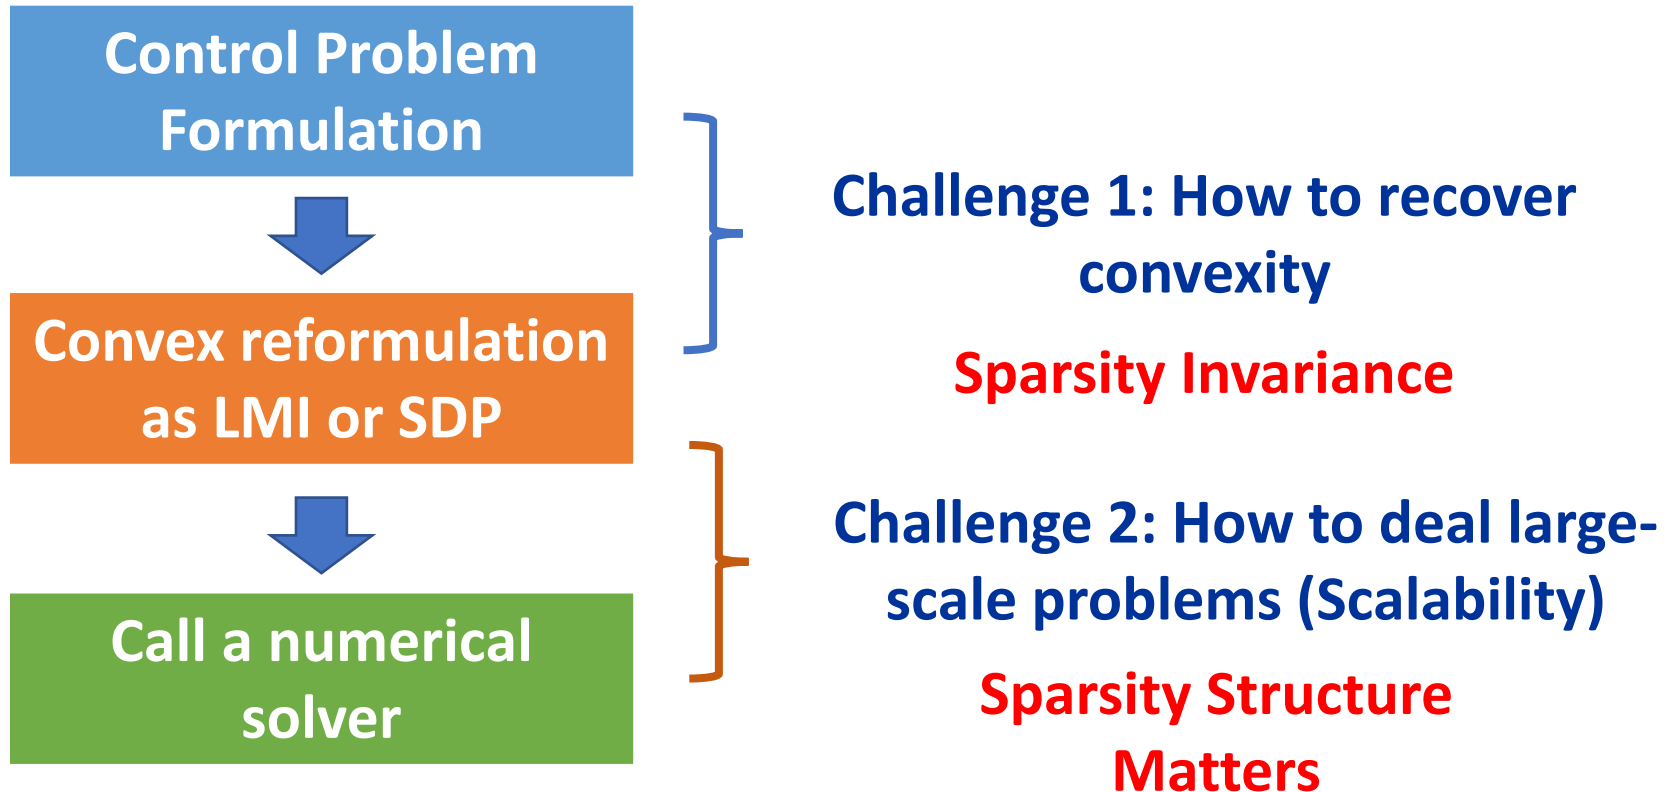 Control Problem
Formulation
Convex reformulation
as LMI or SDP
Call a numerical
solver
Challenge 1: How to recover
convexity
Sparsity Invariance
Challenge 2: How to deal large-
scale problems (Scalability)
Sparsity Structure
Matters